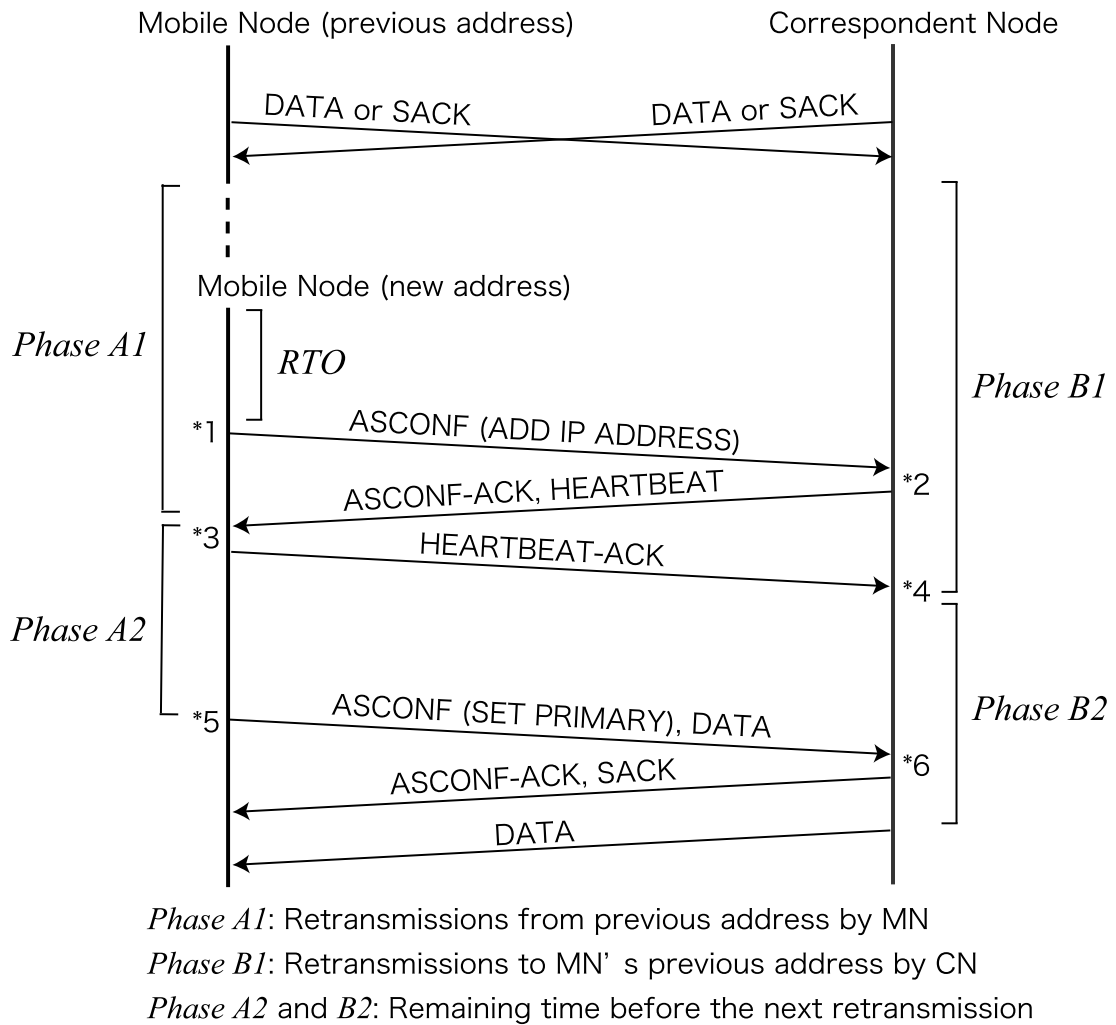 Mobile Node (previous address)
Correspondent Node
DATA or SACK
DATA or SACK
Mobile Node (new address)
Phase A1
RTO
Phase B1
*1
ASCONF (ADD IP ADDRESS)
*2
ASCONF-ACK, HEARTBEAT
*3
HEARTBEAT-ACK
*4
Phase A2
*5
ASCONF (SET PRIMARY), DATA
Phase B2
*6
ASCONF-ACK, SACK
DATA
Phase A1: Retransmissions from previous address by MN
Phase B1: Retransmissions to MN’ s previous address by CN
Phase A2 and B2: Remaining time before the next retransmission